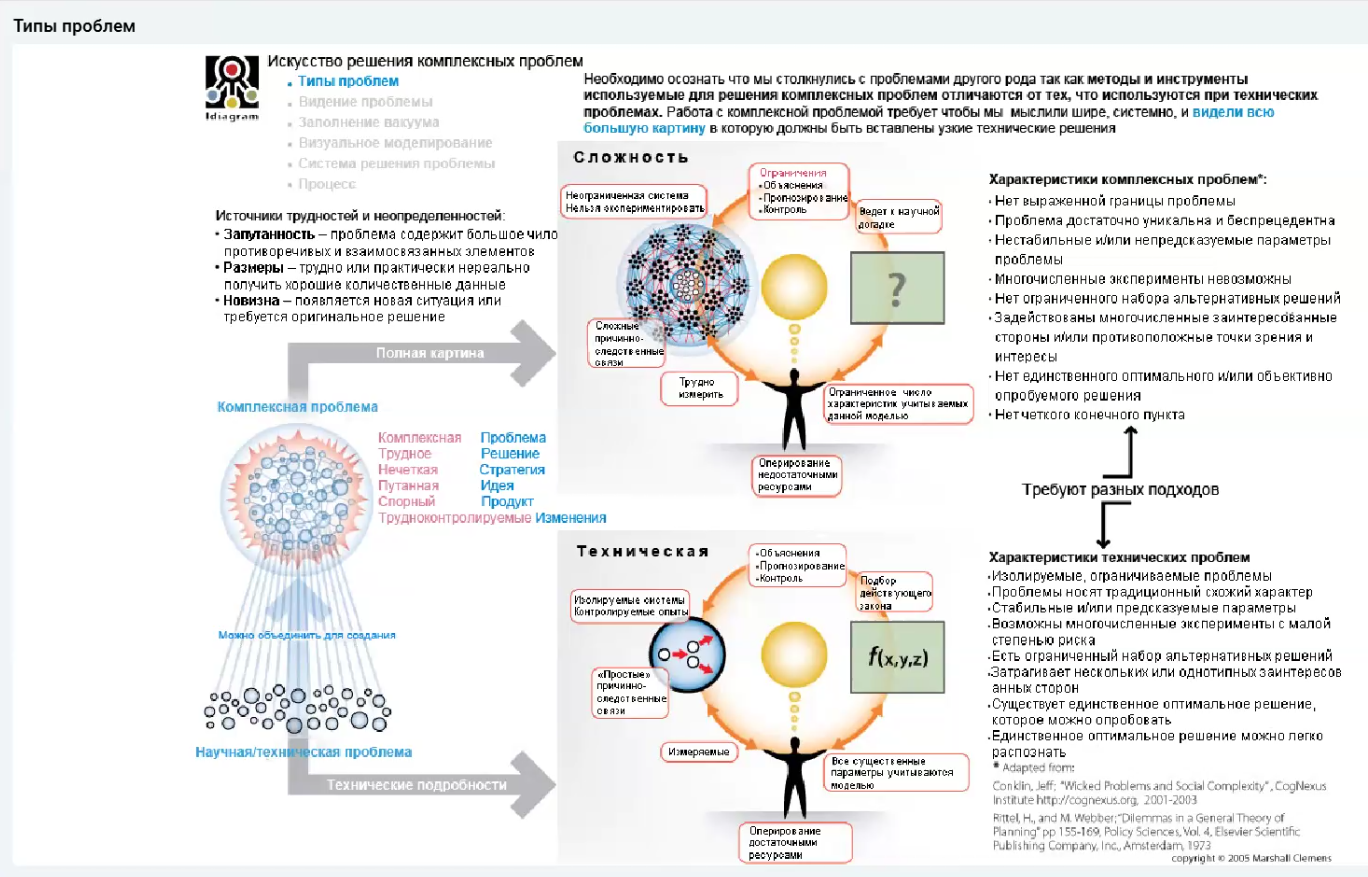 Типы проблем
Искусство решения комплексных проблем
• Типы проблем
• Видение проблемы
• Заполнение вакуума
• Визуальное моделирование
• Система решения проблемы
• Процесс
Idiagram
Необходимо осознать что мы столкнулись с проблемами другого рода так как методы и инструменты
используемые для решения комплексных проблем отличаются от тех, что используются при технических
проблемах. Работа с комплексной проблемой требует чтобы мы мыслили шире, системно, и видели всю
большую картину в которую должны быть вставлены узкие технические решения
Источники трудностей и неопределенностей:
• Запутанность – проблема содержит большое чило
противоречивых и взаимосвязанных элементов
• Размеры – трудно или практически нереально
получить хорошие количественные данные
• Новизна – появляется новая ситуация или
требуется оригинальное решение
Полная картина
Комплексная проблема
Комплексная Проблема
Трудное Решение
Нечеткая Стратегия
Путанная Идея
Спорный Продукт
Трудноконтролируемые Изменения
Можно объединить для создания
Научная/техническая проблема
Технические подробности
Сложность
Неограниченная система
Нельзя экспериментировать
Ограничения
•Объяснения
•Прогнозирование
•Контроль
Ведет к научной
догадке
?
Сложные
причинно-
следственные
связи
Трудно
измерить
Ограниченное число
характеристик учитываемых
данной моделью
Оперирование
недостаточными
ресурсами
Техническая
•Объяснения
•Прогнозирование
•Контроль
Изолируемые системы
Контролируемые опыты
Подбор
действующего
закона
f(x,y,z)
«Простые»
причинно-
следственные
связи
Измеряемые
Все существенные
параметры учитываются
моделью
Оперирование
достаточными
ресурсами
Характеристики комплексных проблем*:
• Нет выраженной границы проблемы
• Проблема достаточно уникальна и беспрецедентна
• Нестабильные и/или непредсказуемые параметры
проблемы
• Многочисленные эксперименты невозможны
• Нет ограниченного набора альтернативных решений
• Задействованы многочисленные заинтересованные
стороны и/или противоположные точки зрения и
интересы
• Нет единственного оптимального и/или объективно
опробуемого решения
• Нет четкого конечного пункта
Требуют разных подходов
Характеристики технических проблем
•Изолируемые, ограничиваемые проблемы
•Проблемы носят традиционный схожий характер
•Стабильные и/или предсказуемые параметры
•Возможны многочисленные эксперименты с малой
степенью риска
•Есть ограниченный набор альтернативных решений
•Затрагивает нескольких или однотипных заинтересов
анных сторон
•Существует единственное оптимальное решение,
которое можно опробовать
•Единственное оптимальное решение можно легко
распознать
* Adapted from:
Conklin, Jeff; "Wicked Problems and Social Complexity", CogNexus
Institute http://cognexus.org, 2001-2003
Rittel, H., and M. Webber; "Dilemmas in a General Theory of
Planning" pp 155-169, Policy Sciences, Vol. 4, Elsevier Scientific
Publishing Company, Inc., Amsterdam, 1973
copyright © 2005 Marshall Clemens